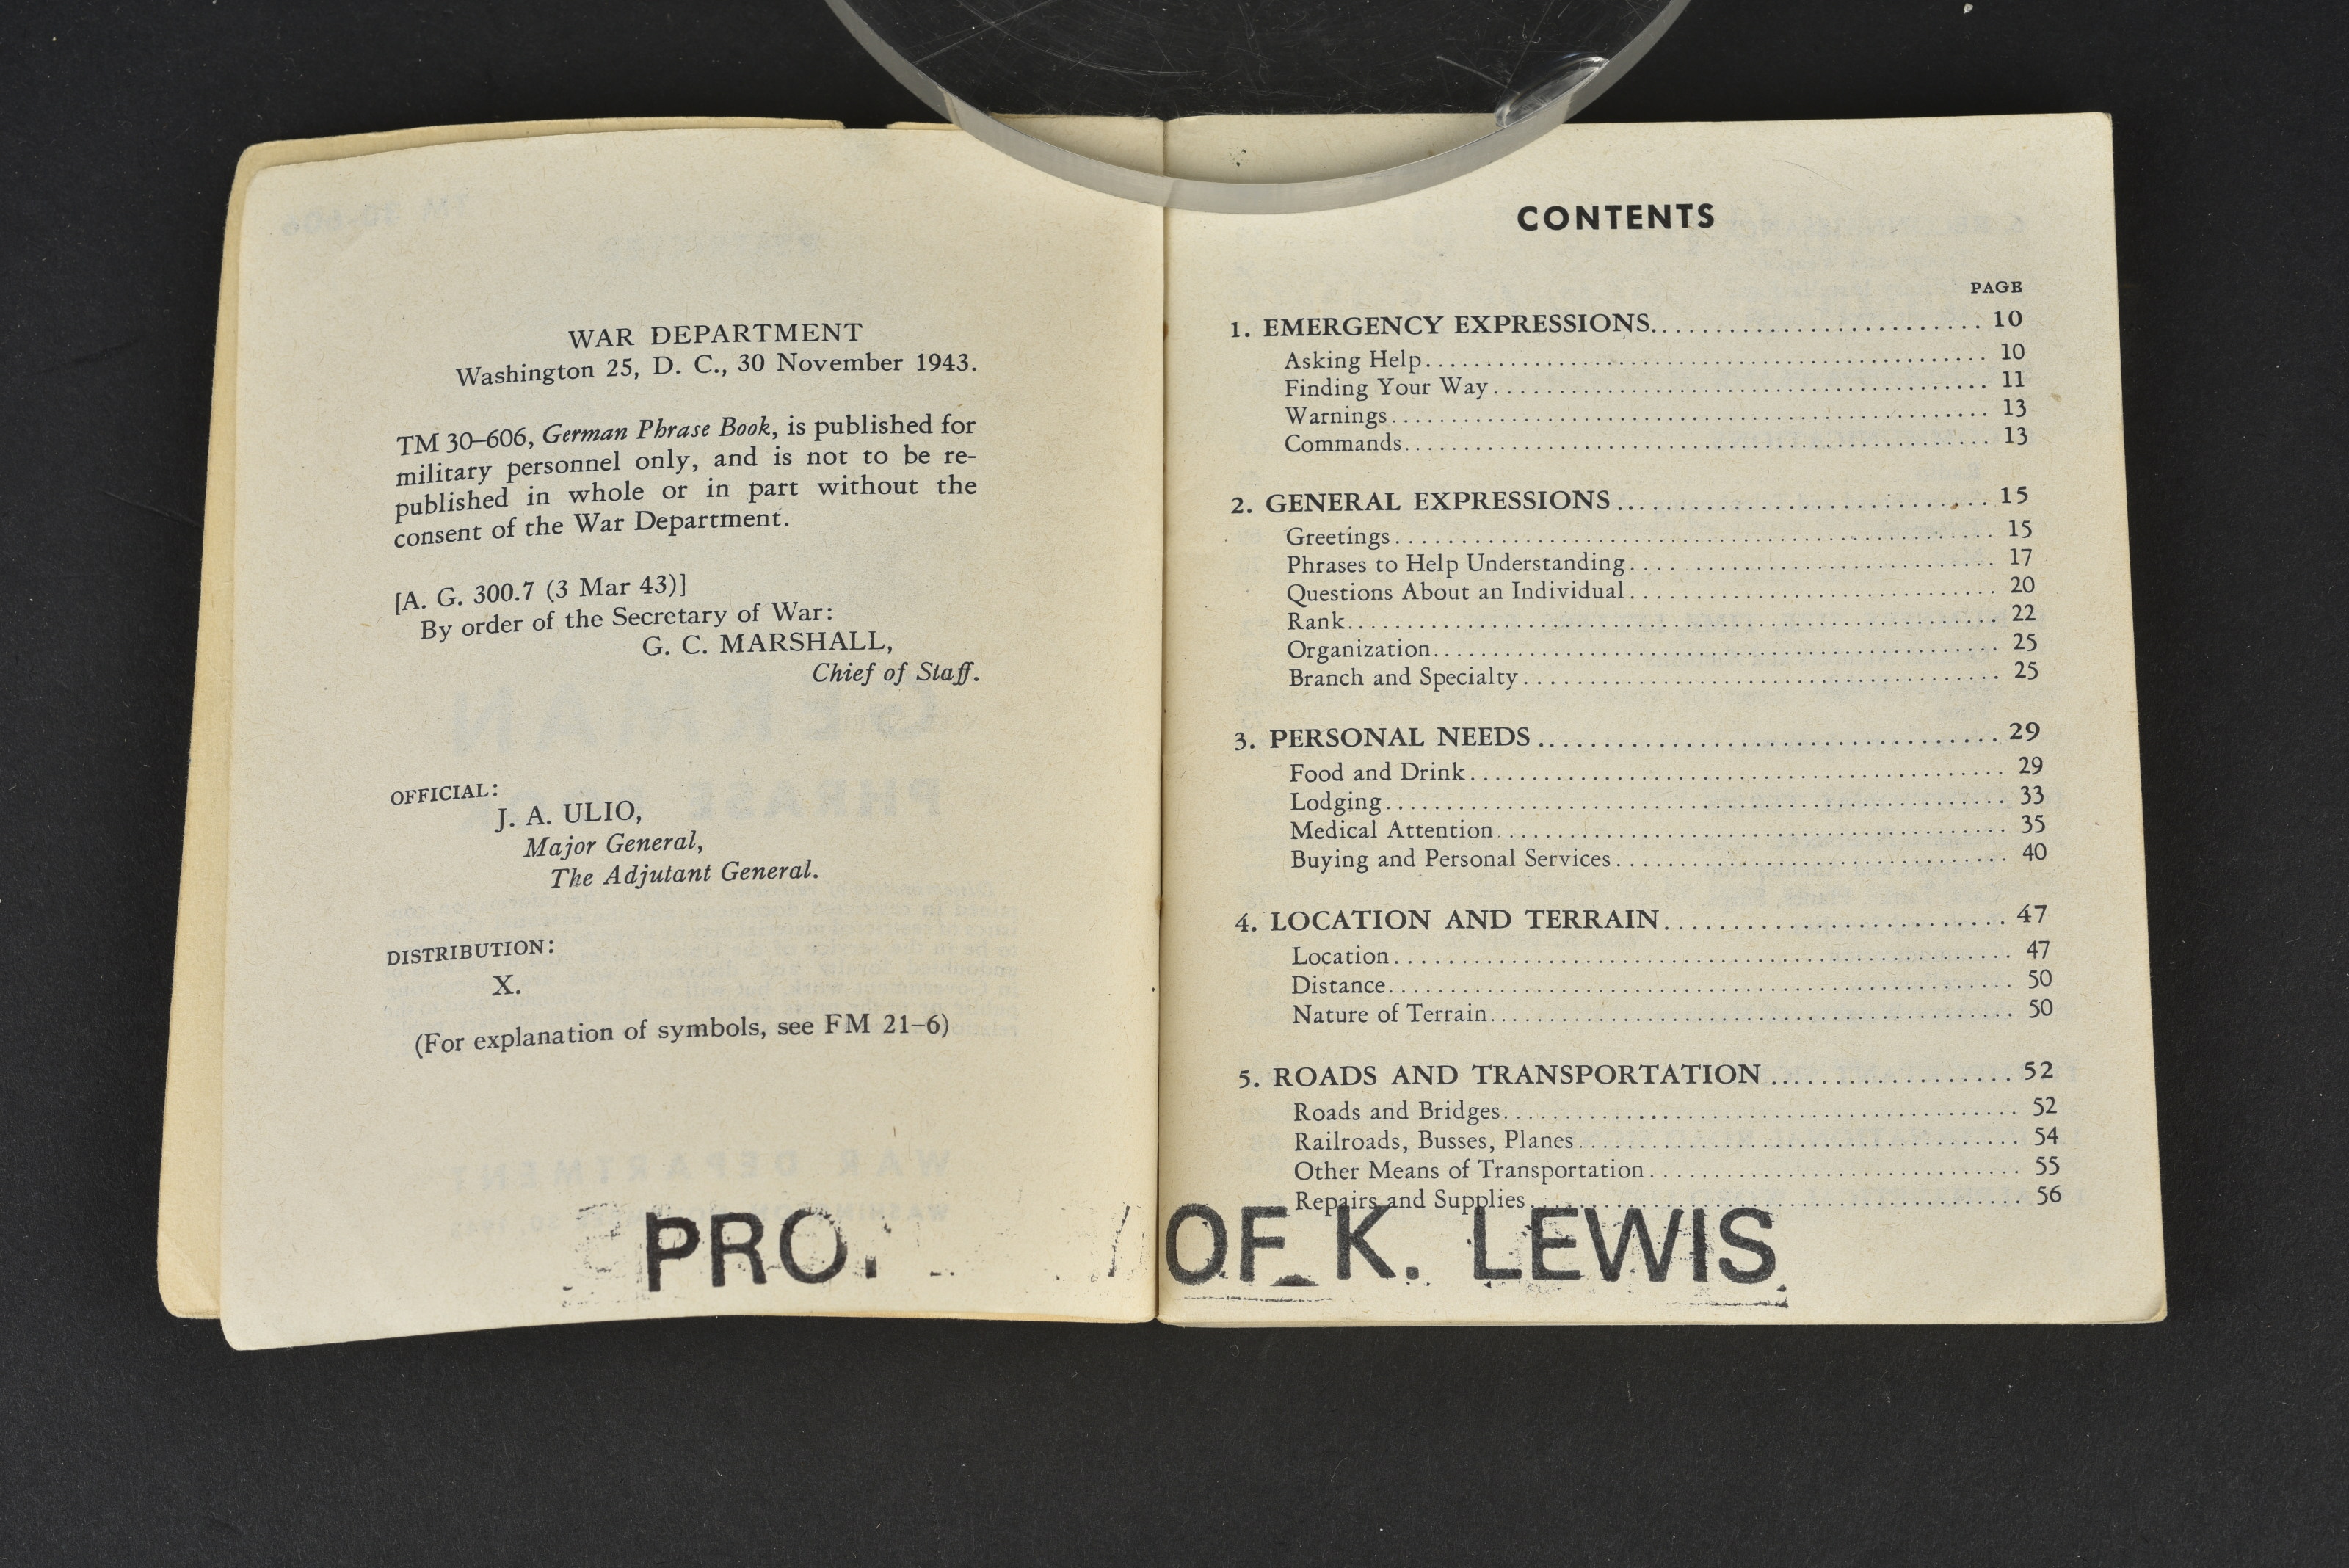 WAR DEPARTMENT
Washington 25, D. C., 30 November 1943.
TM 30–606, German Phrase Book, is published for
military personnel only, and is not to be re-
published in whole or in part without the
consent of the War Department.
[A. G. 300.7 (3 Mar 43)]
By order of the Secretary of War:
G. C. MARSHALL,
Chief of Staff.
OFFICIAL:
J. A. ULIO,
Major General,
The Adjutant General.
DISTRIBUTION:
X.
(For explanation of symbols, see FM 21–6)
CONTENTS
PAGE
1. EMERGENCY EXPRESSIONS......................... 10
Asking Help................................................ 10
Finding Your Way........................................ 11
Warnings.................................................... 13
Commands.................................................. 13
2. GENERAL EXPRESSIONS............................. 15
Greetings.................................................... 15
Phrases to Help Understanding............................. 17
Questions About an Individual............................. 20
Rank......................................................... 22
Organization............................................... 25
Branch and Specialty...................................... 25
3. PERSONAL NEEDS.................................... 29
Food and Drink............................................ 29
Lodging..................................................... 33
Medical Attention......................................... 35
Buying and Personal Services.............................. 40
4. LOCATION AND TERRAIN........................... 47
Location.................................................... 47
Distance.................................................... 50
Nature of Terrain.......................................... 50
5. ROADS AND TRANSPORTATION................... 52
Roads and Bridges......................................... 52
Railroads, Busses, Planes.................................. 54
Other Means of Transportation............................ 55
Repairs and Supplies....................................... 56
PRO OF K. LEWIS